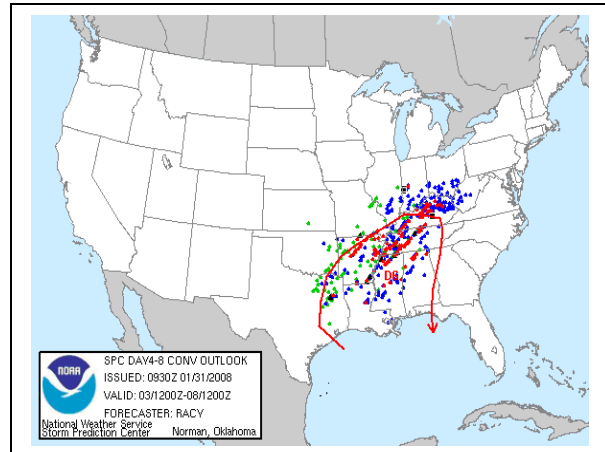 D6
SPC DAY4-8 CONV OUTLOOK
ISSUED: 0930Z 01/31/2008
VALID: 03/1200Z-08/1200Z
FORECASTER: RACY
NOAA
National Weather Service
Storm Prediction Center Norman, Oklahoma